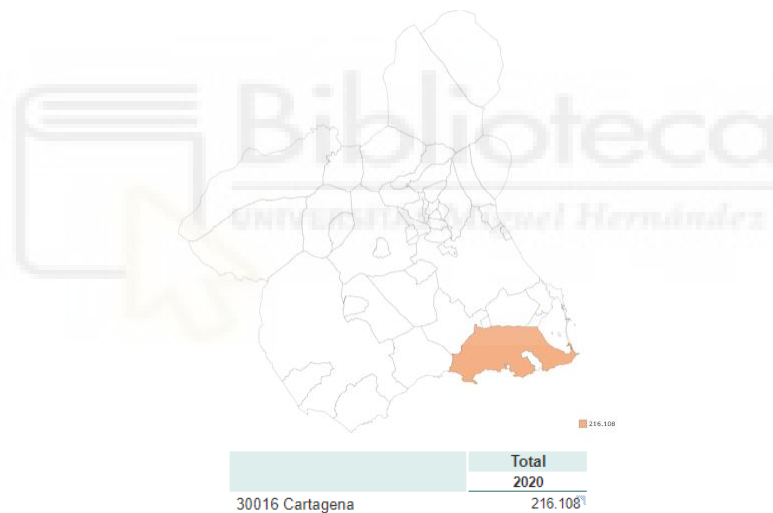 Biblioteca
UNIVERSITAS Miguel Hernández
216.108
Total
2020
30016 Cartagena
216.108